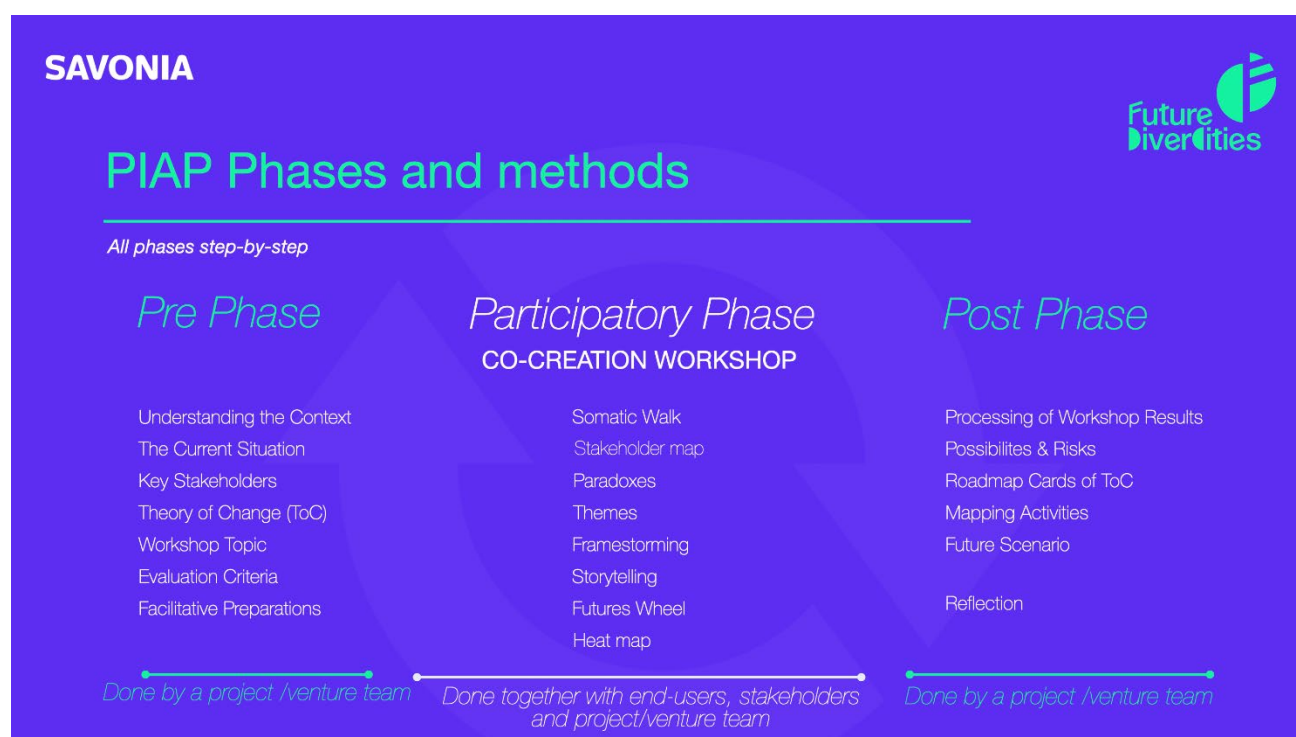 SAVONIA
Future
Divercities
PIAP Phases and methods
All phases step-by-step
Pre Phase
Understanding the Context
The Current Situation
Key Stakeholders
Theory of Change (ToC)
Workshop Topic
Evaluation Criteria
Facilitative Preparations
Done by a project /venture team
Participatory Phase
CO-CREATION WORKSHOP
Somatic Walk
Stakeholder map
Paradoxes
Themes
Framestorming
Storytelling
Futures Wheel
Heat map
Done together with end-users, stakeholders
and project/venture team
Post Phase
Processing of Workshop Results
Possibilites & Risks
Roadmap Cards of ToC
Mapping Activities
Future Scenario
Reflection
Done by a project /venture team